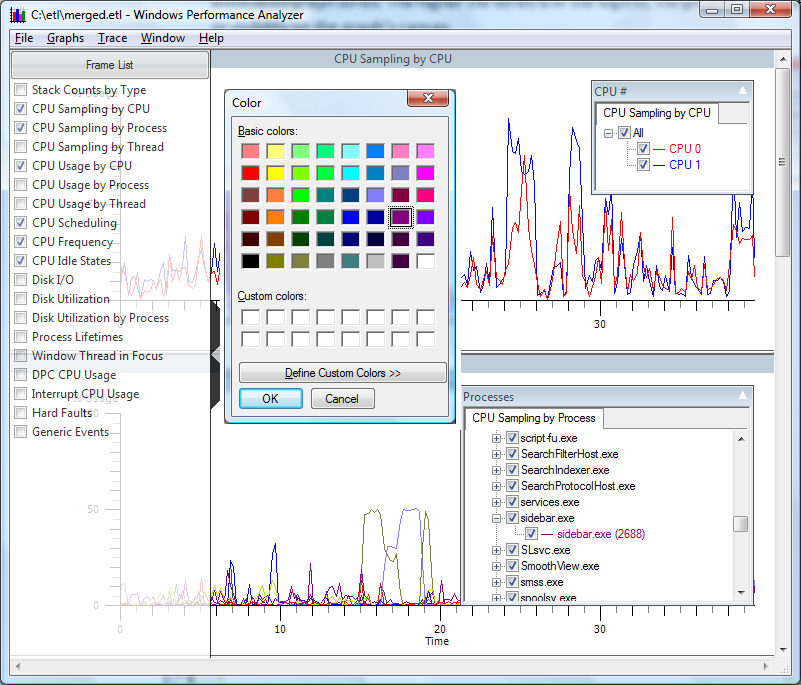 C:\etl\merged.etl - Windows Performance Analyzer
File Graphs Trace Window Help
Frame List
Stack Counts by Type
CPU Sampling by CPU
CPU Sampling by Process
CPU Sampling by Thread
CPU Usage by CPU
CPU Usage by Process
CPU Usage by Thread
CPU Scheduling
CPU Frequency
CPU Idle States
Disk I/O
Disk Utilization
Disk Utilization by Process
Process Lifetimes
Window Thread in Focus
DPC CPU Usage
Interrupt CPU Usage
Hard Faults
Generic Events
CPU Sampling by CPU
CPU #
CPU Sampling by CPU
All
CPU 0
CPU 1
30
Color
Basic colors:
Custom colors:
Define Custom Colors >>
OK Cancel
Processes
CPU Sampling by Process
script-fu.exe
SearchFilterHost.exe
SearchIndexer.exe
SearchProtocolHost.exe
services.exe
sidebar.exe
sidebar.exe (2688)
SLsvc.exe
SmoothView.exe
smss.exe
spoolsv.exe
50
0
0 10 20 30
Time